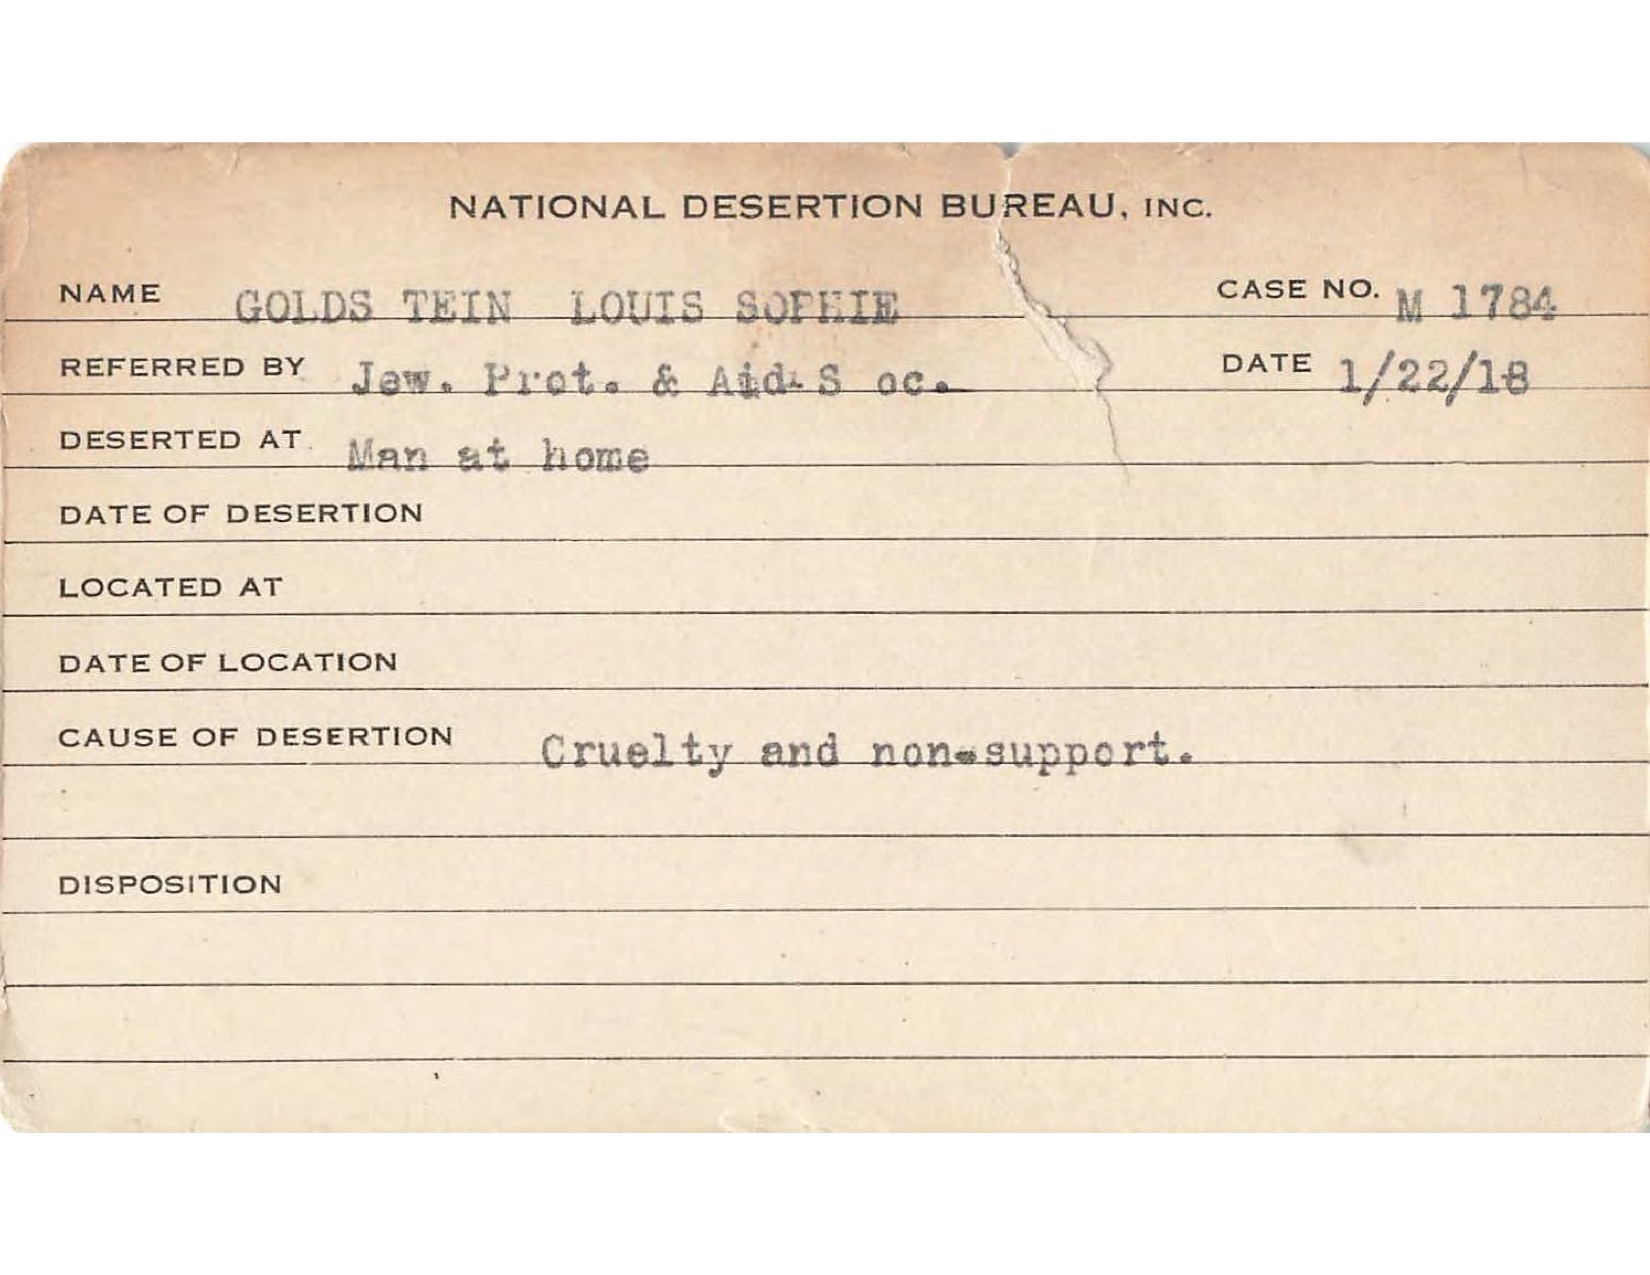 NATIONAL DESERTION BUREAU, INC.
NAME GOLDS TEIN LOUIS SOPHIE CASE NO. M 1784
REFERRED BY Jew. Prot. & Aid S oc. DATE 1/22/18
DESERTED AT Man at home
DATE OF DESERTION
LOCATED AT
DATE OF LOCATION
CAUSE OF DESERTION Cruelty and non-support.
DISPOSITION